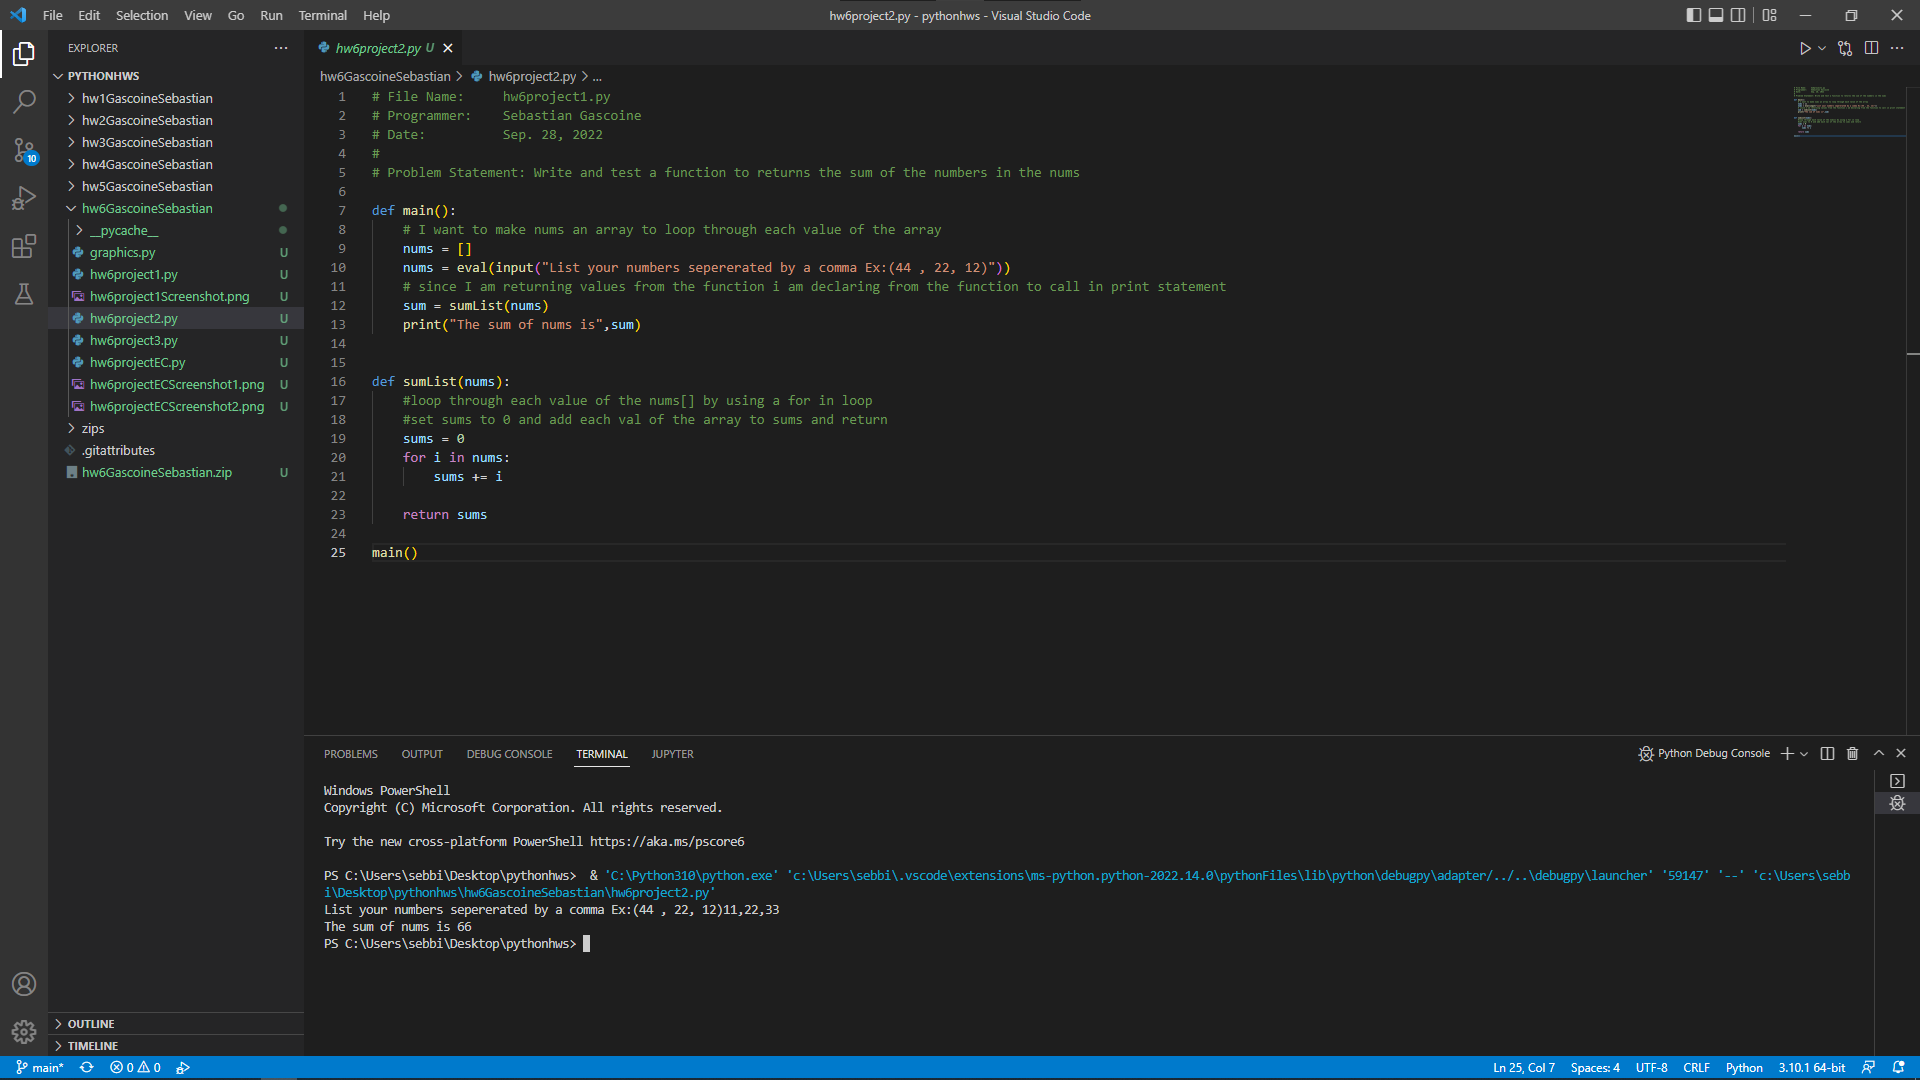 File Edit Selection View Go Run Terminal Help
hw6project2.py - pythonhws - Visual Studio Code
EXPLORER
PYTHONHWS
hw1GascoineSebastian
hw2GascoineSebastian
hw3GascoineSebastian
hw4GascoineSebastian
hw5GascoineSebastian
hw6GascoineSebastian
__pycache__
graphics.py U
hw6project1.py U
hw6project1Screenshot.png U
hw6project2.py U
hw6project3.py U
hw6projectEC.py U
hw6projectECScreenshot1.png U
hw6projectECScreenshot2.png U
zips
.gitattributes
hw6GascoineSebastian.zip U
10
OUTLINE
TIMELINE
hw6project2.py U
hw6GascoineSebastian > hw6project2.py > ...
1 # File Name:     hw6project1.py
2 # Programmer:    Sebastian Gascoine
3 # Date:          Sep. 28, 2022
4 #
5 # Problem Statement: Write and test a function to returns the sum of the numbers in the nums
6
7 def main():
8     # I want to make nums an array to loop through each value of the array
9     nums = []
10     nums = eval(input("List your numbers sepererated by a comma Ex:(44 , 22, 12)"))
11     # since I am returning values from the function i am declaring from the function to call in print statement
12     sum = sumList(nums)
13     print("The sum of nums is",sum)
14
15
16 def sumList(nums):
17     #loop through each value of the nums[] by using a for in loop
18     #set sums to 0 and add each val of the array to sums and return
19     sums = 0
20     for i in nums:
21         sums += i
22
23     return sums
24
25 main()
PROBLEMS OUTPUT DEBUG CONSOLE TERMINAL JUPYTER
Python Debug Console
Windows PowerShell
Copyright (C) Microsoft Corporation. All rights reserved.
Try the new cross-platform PowerShell https://aka.ms/pscore6
PS C:\Users\sebbi\Desktop\pythonhws>  & 'C:\Python310\python.exe' 'c:\Users\sebbi\.vscode\extensions\ms-python.python-2022.14.0\pythonFiles\lib\python\debugpy\adapter/../..\debugpy\launcher' '59147' '--' 'c:\Users\sebb
i\Desktop\pythonhws\hw6GascoineSebastian\hw6project2.py'
List your numbers sepererated by a comma Ex:(44 , 22, 12)11,22,33
The sum of nums is 66
PS C:\Users\sebbi\Desktop\pythonhws>
main* 0 0
Ln 25, Col 7 Spaces: 4 UTF-8 CRLF Python 3.10.1 64-bit